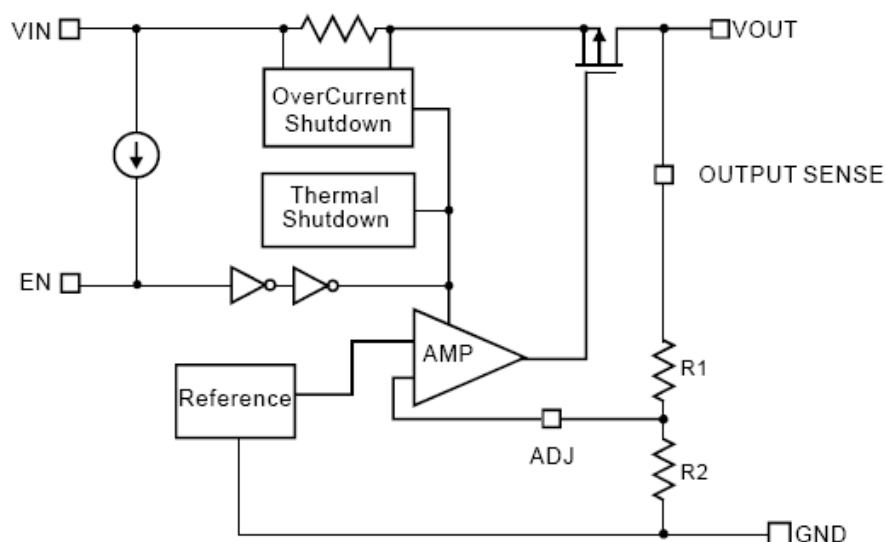 VIN
VOUT
OverCurrent
Shutdown
OUTPUT SENSE
Thermal
Shutdown
EN
AMP
R1
Reference
ADJ
R2
GND